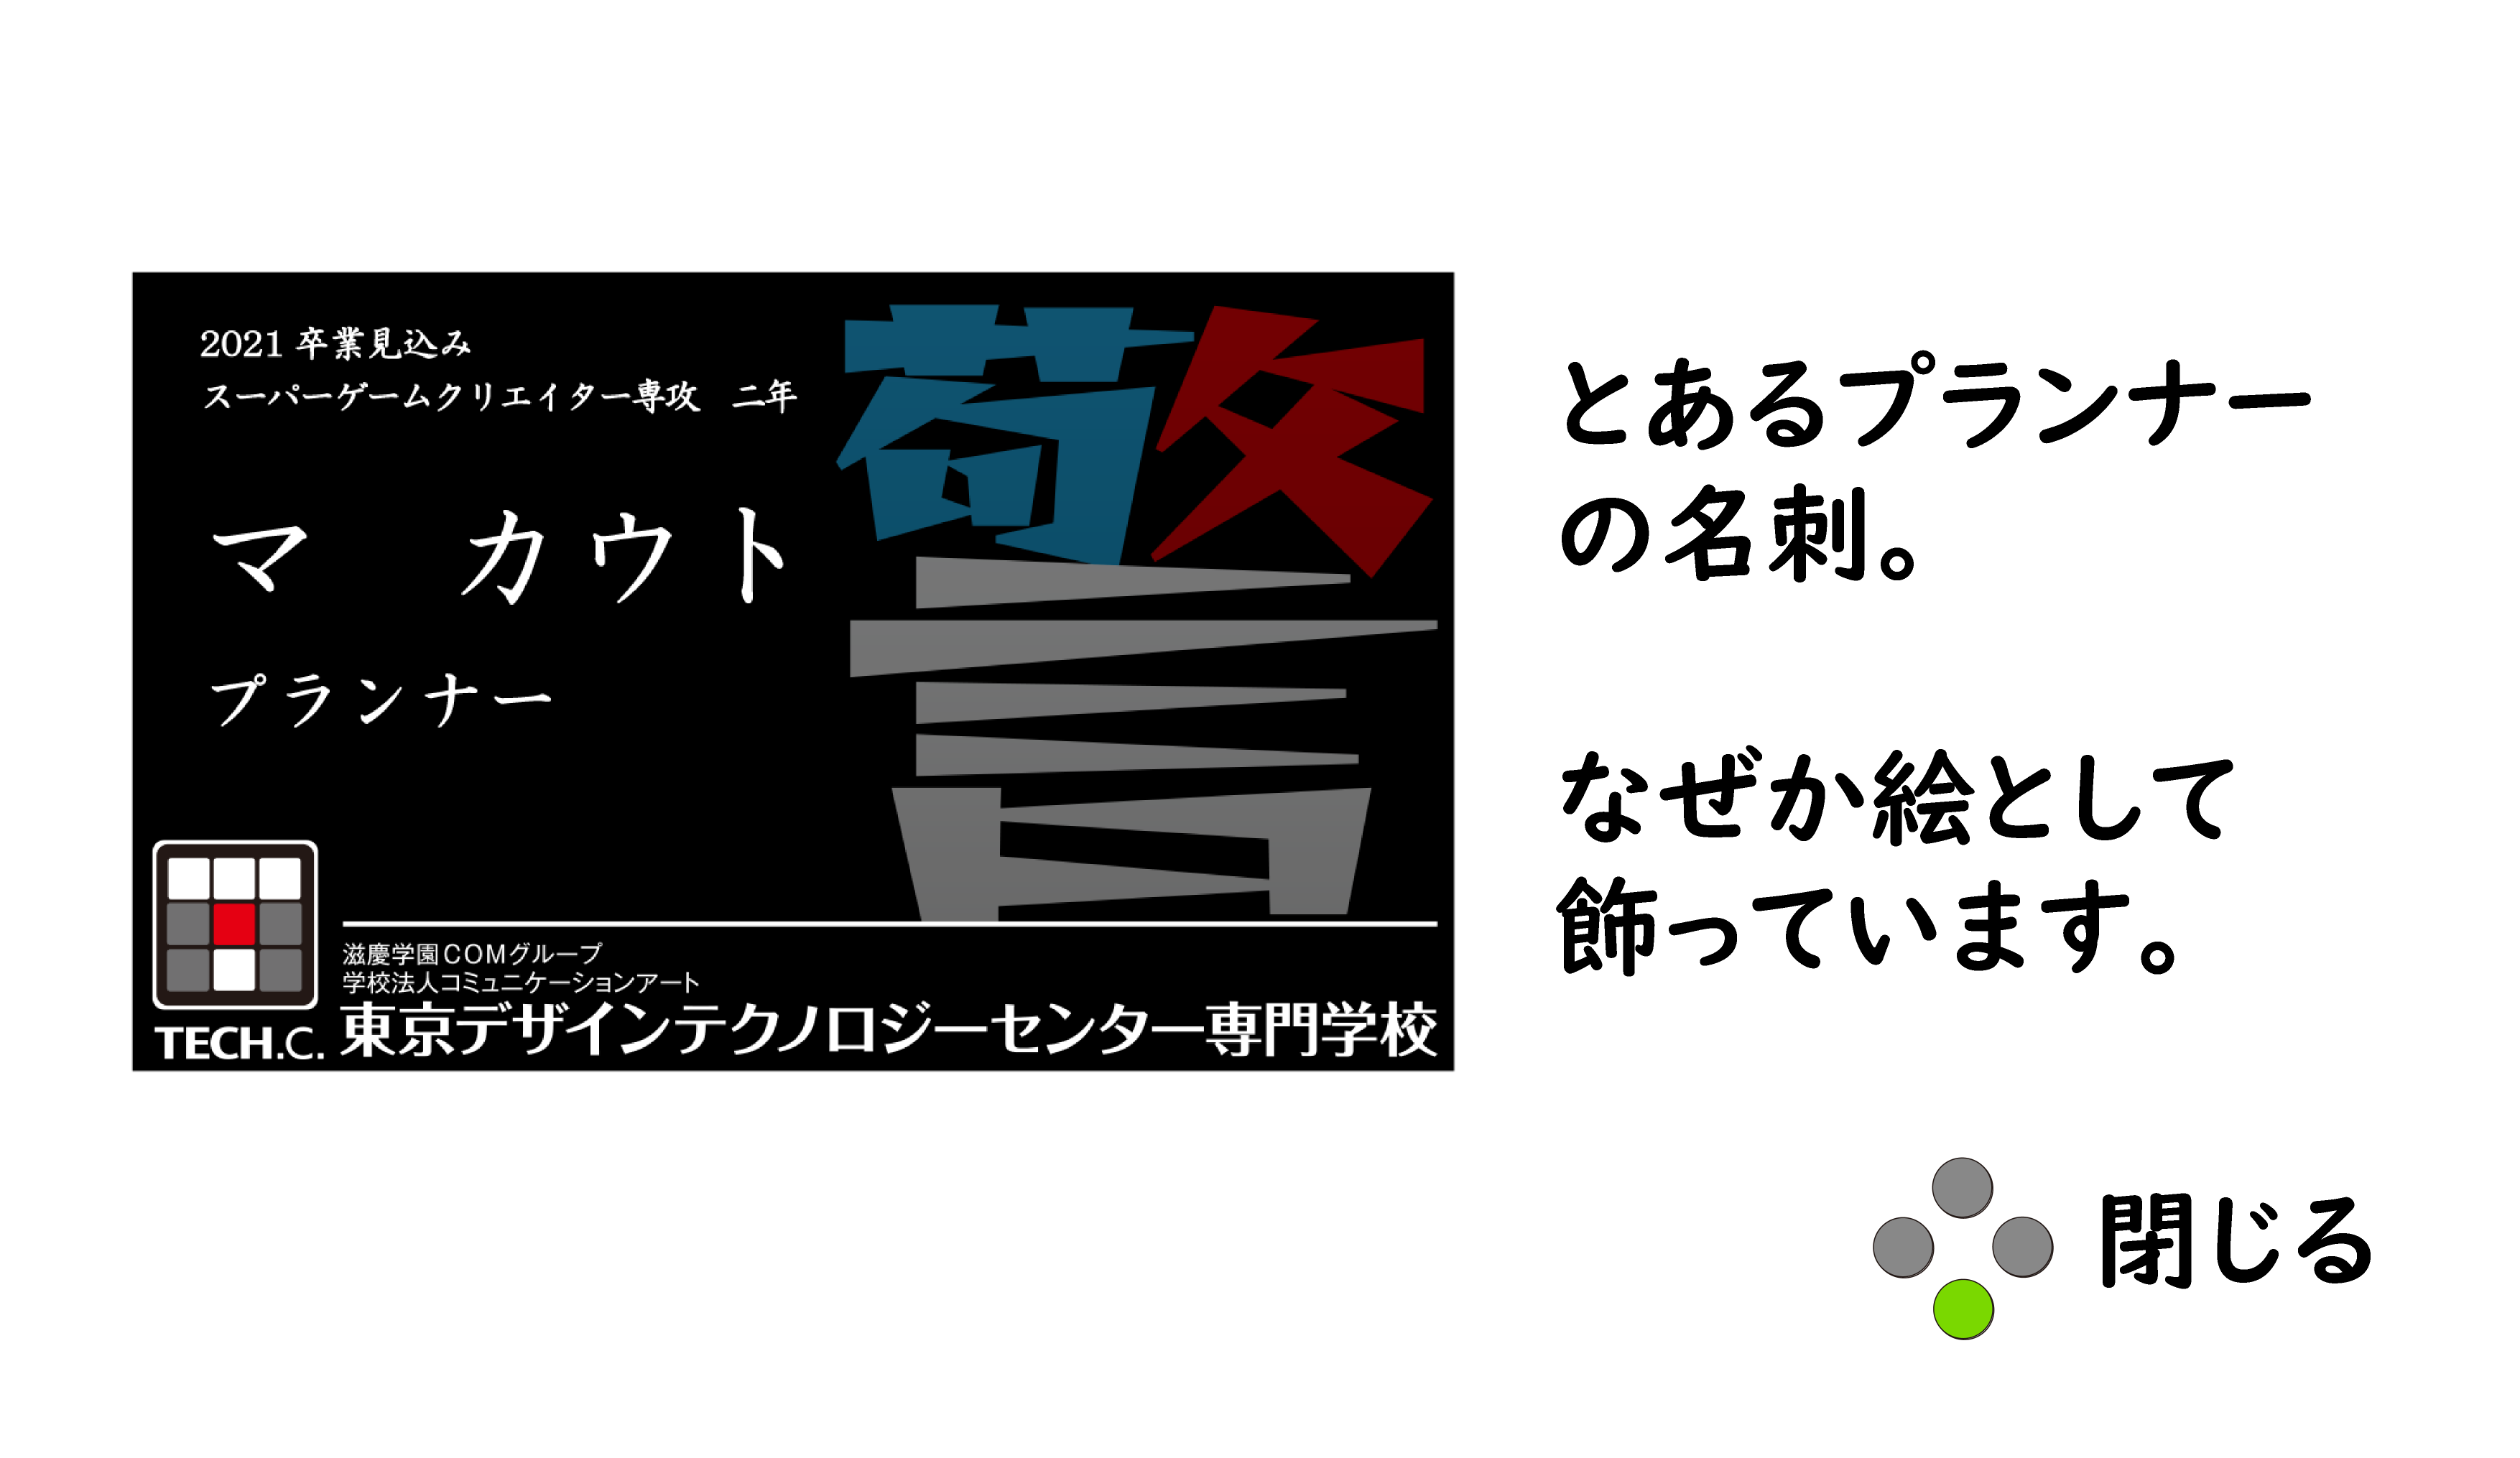 2021 卒業見込み
スーパーゲームクリエイター専攻　二年
マ　カウト
プランナー
警
滋慶学園COMグループ
学校法人コミュニケーションアート
東京デザインテクノロジーセンター専門学校
TECH.C.
とあるプランナー
の名刺。
なぜか絵として
飾っています。
閉じる